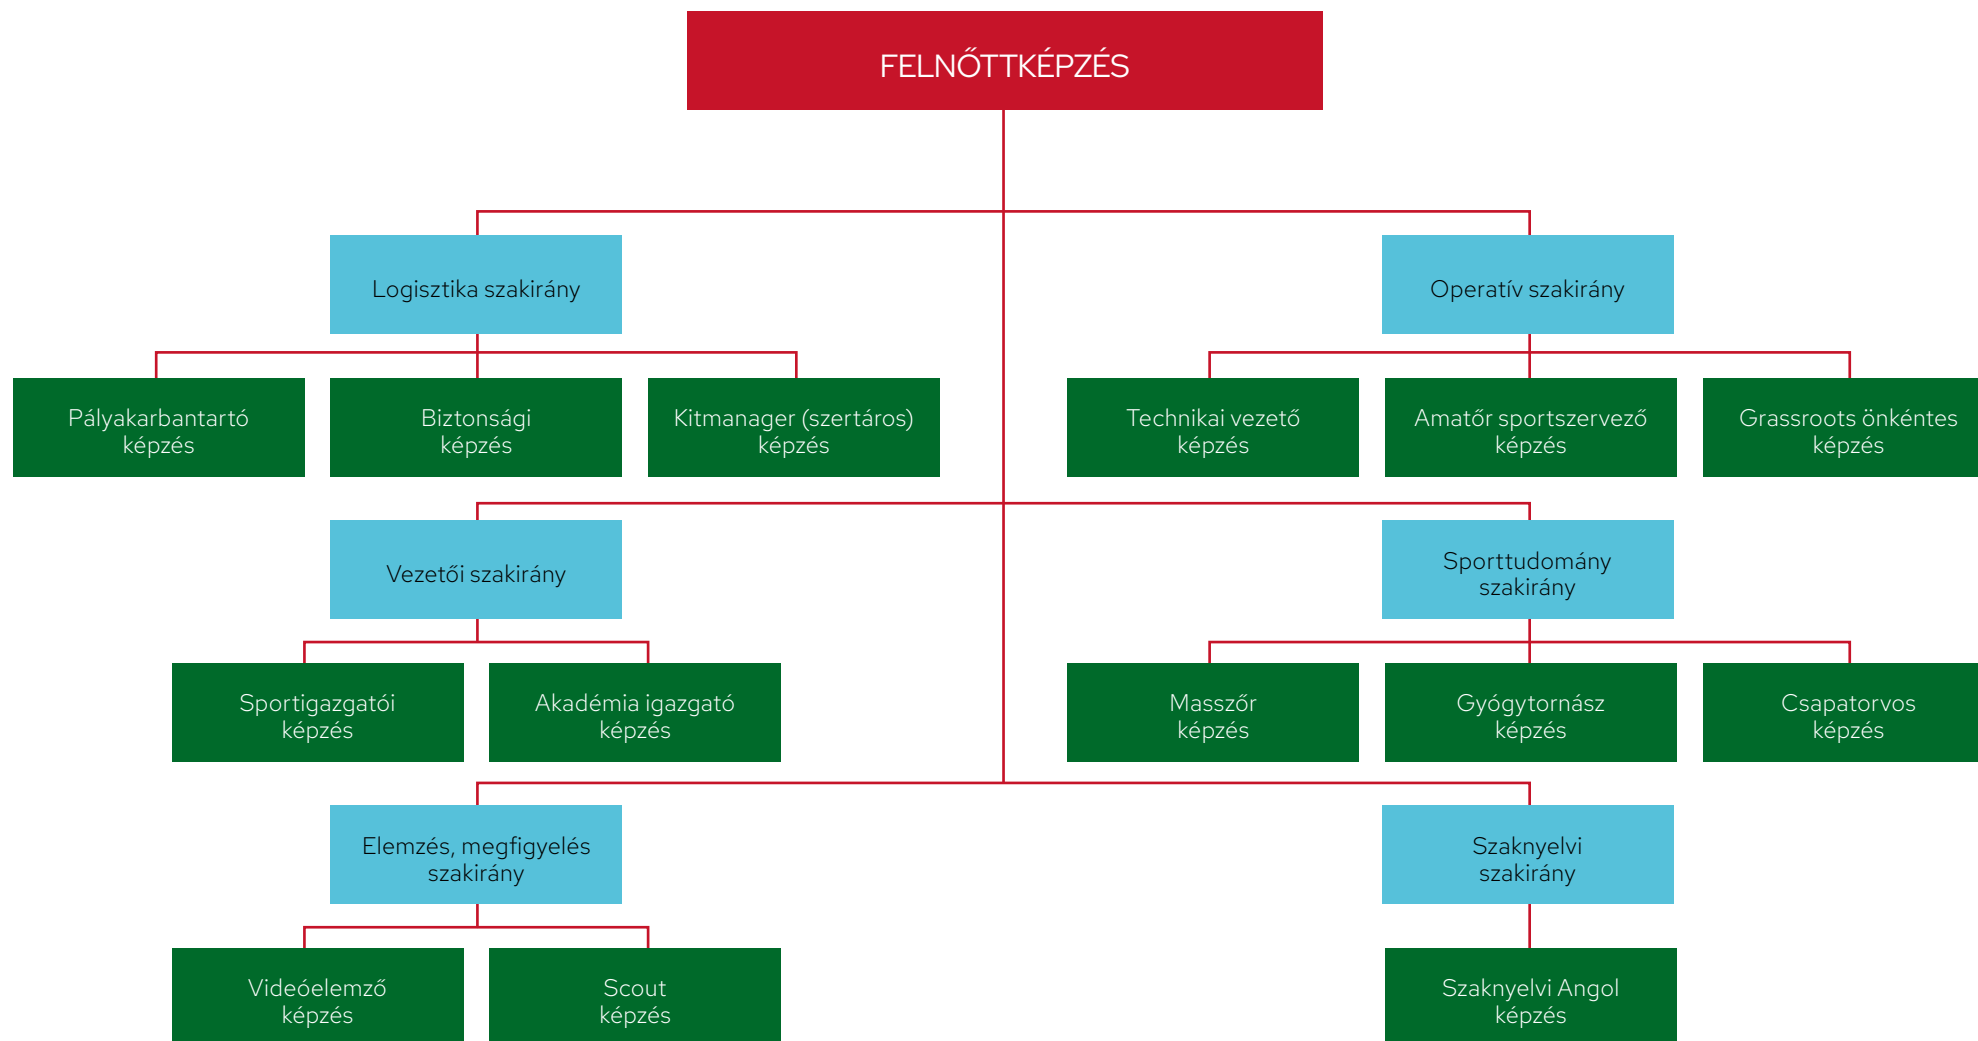 FELNŐTTKÉPZÉS
Logisztika szakirány
Operatív szakirány
Pályakarbantartó
képzés
Biztonsági
képzés
Kitmanager (szertáros)
képzés
Technikai vezető
képzés
Amatőr sportszervező
képzés
Grassroots önkéntes
képzés
Vezetői szakirány
Sporttudomány
szakirány
Sportigazgatói
képzés
Akadémia igazgató
képzés
Masszőr
képzés
Gyógytornász
képzés
Csapatorvos
képzés
Elemzés, megfigyelés
szakirány
Szaknyelvi
szakirány
Videóelemző
képzés
Scout
képzés
Szaknyelvi Angol
képzés